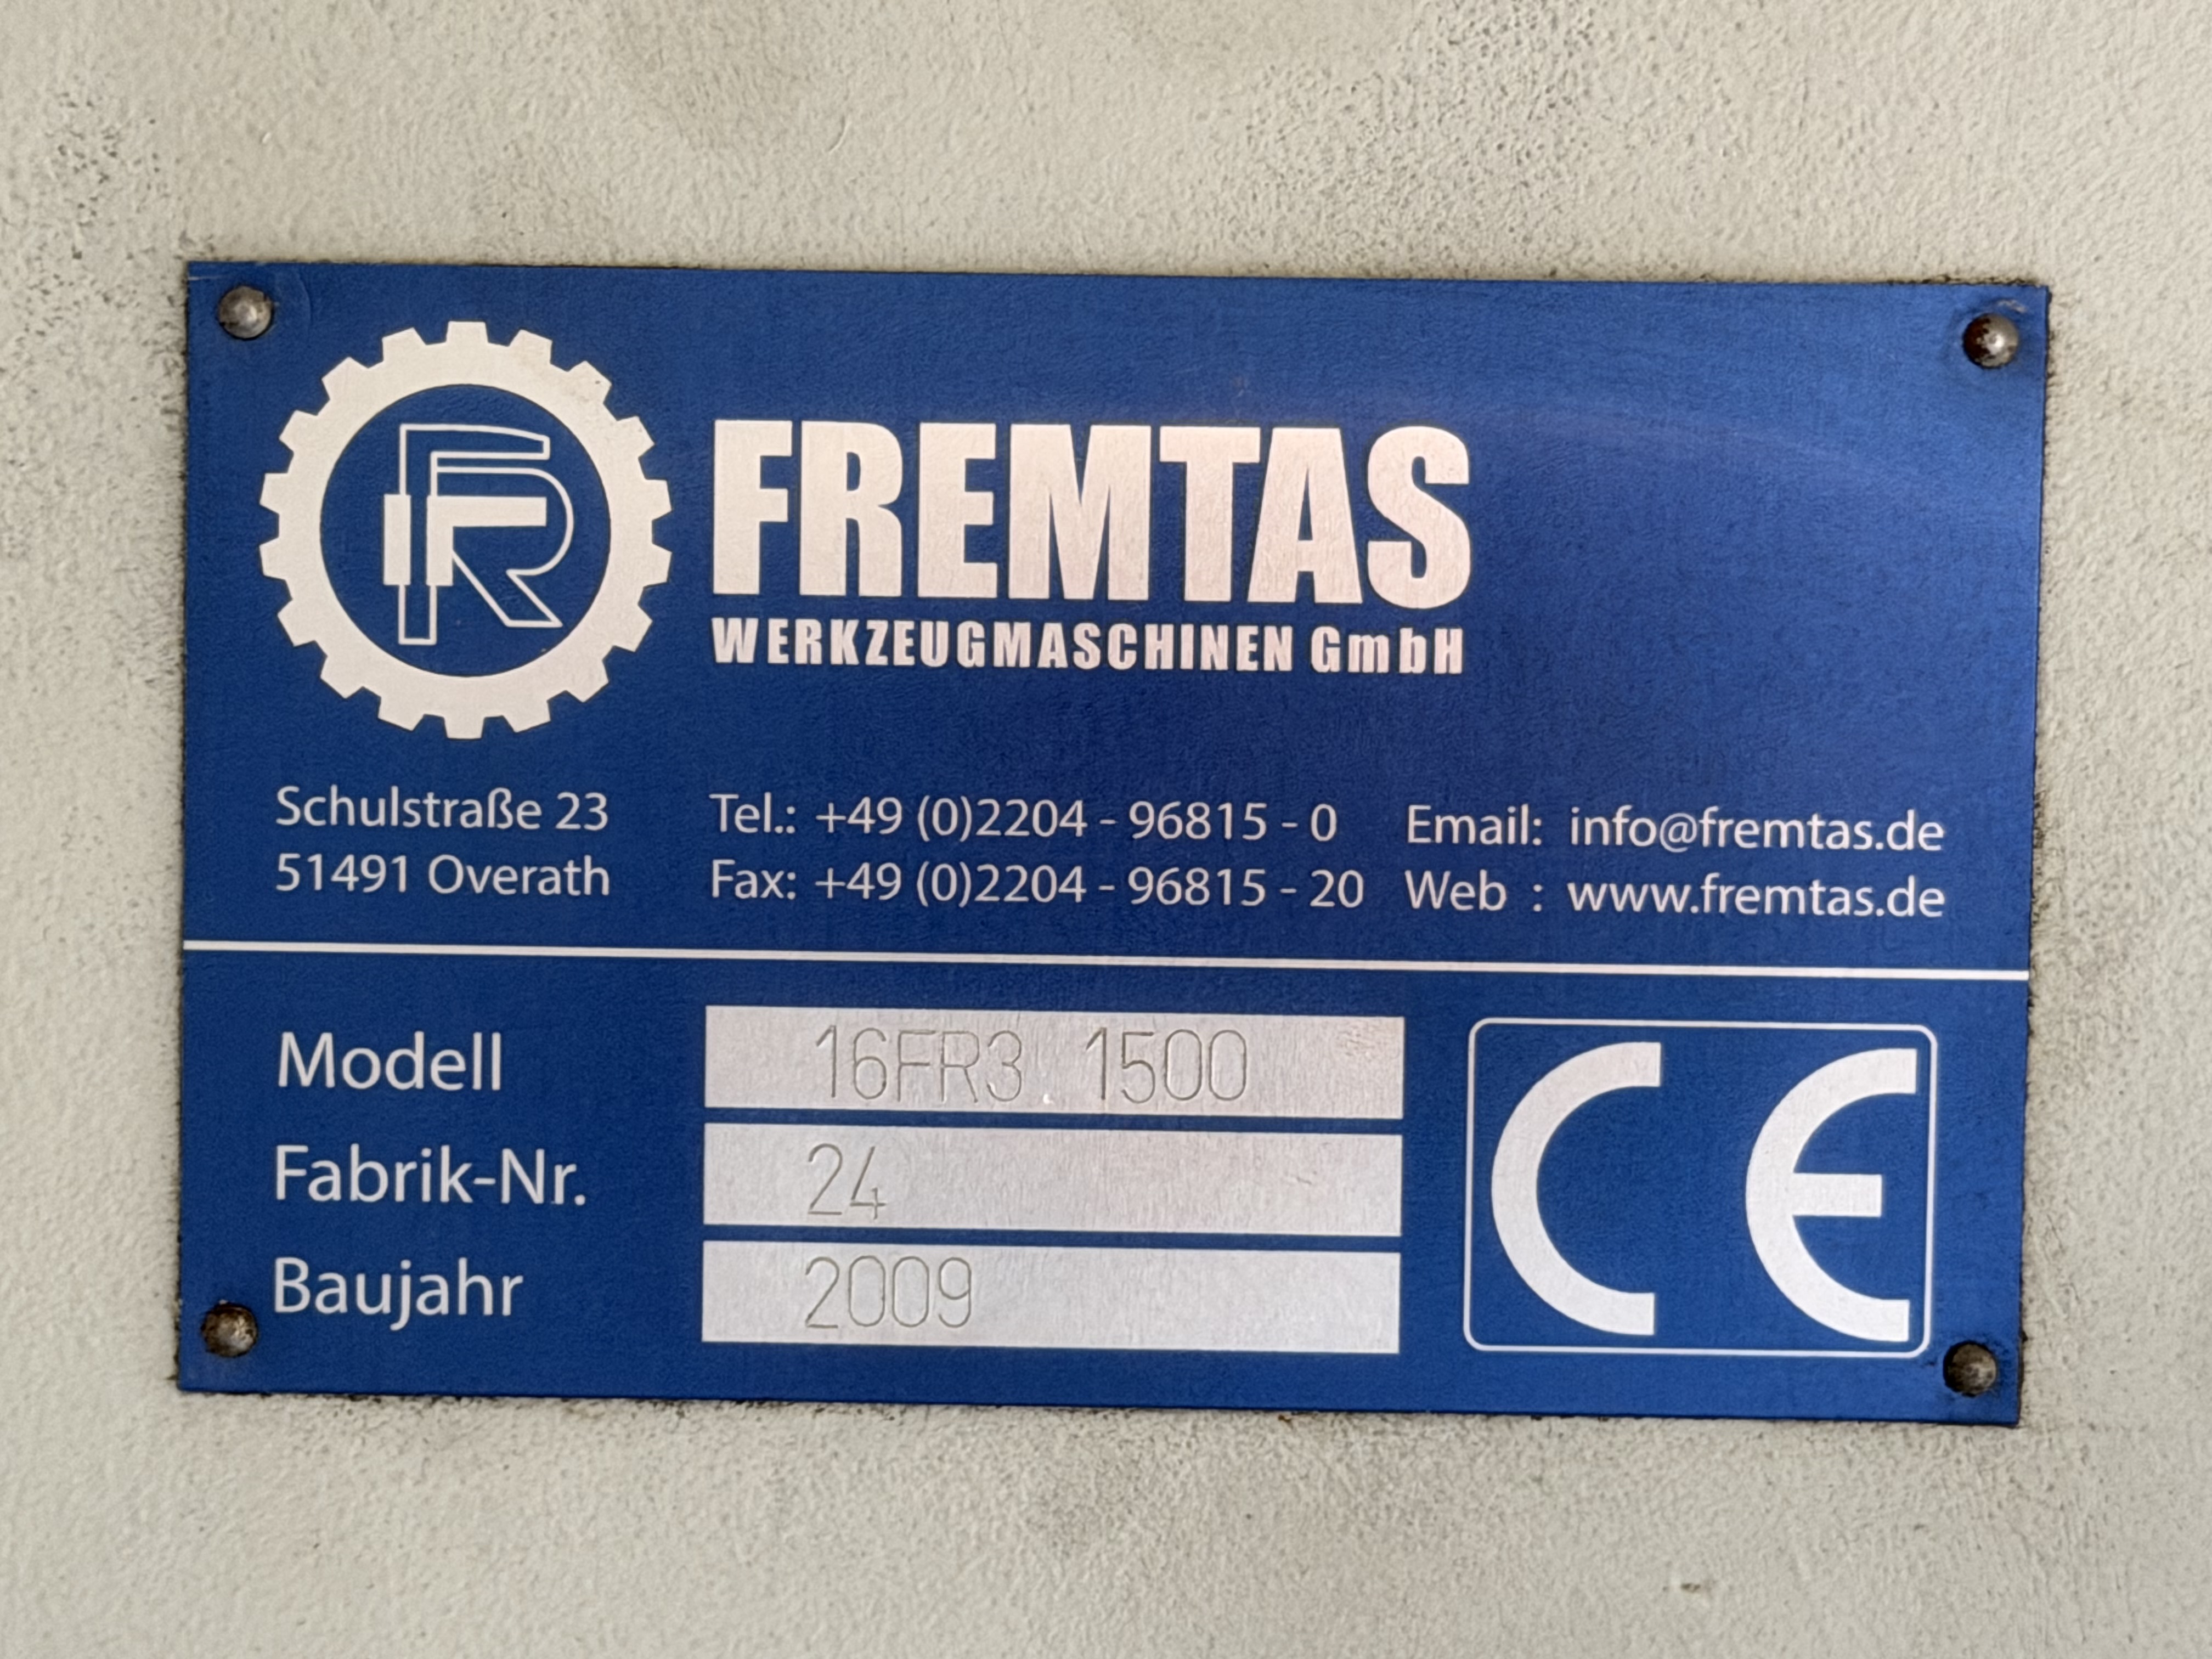 FR
FREMTAS
WERKZEUGMASCHINEN GmbH
Schulstraße 23
51491 Overath
Tel.: +49 (0)2204 - 96815 - 0
Fax: +49 (0)2204 - 96815 - 20
Email: info@fremtas.de
Web : www.fremtas.de
Modell 16FR3. 1500
Fabrik-Nr. 24
Baujahr 2009
CE